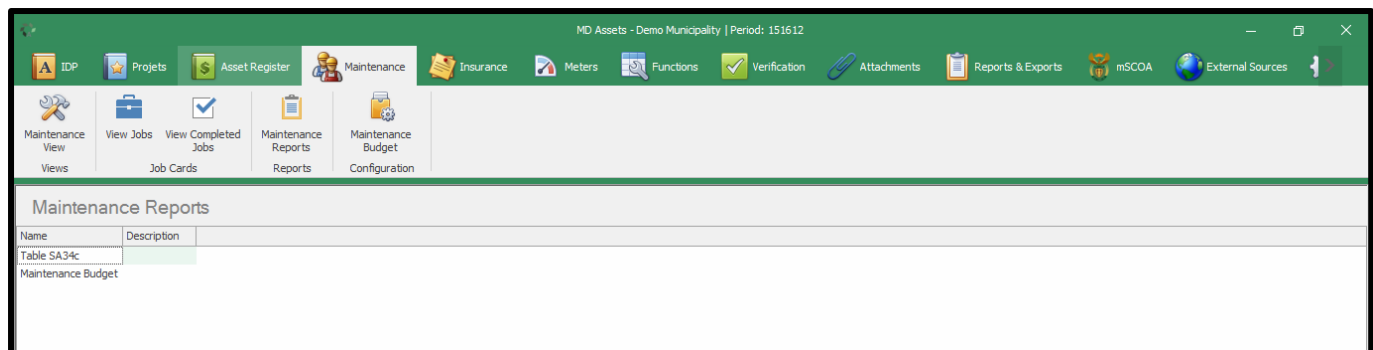 MD Assets - Demo Municipality | Period: 151612
A IDP Projets $ Asset Register Maintenance Insurance Meters Functions Verification Attachments Reports & Exports mSCOA External Sources
Maintenance View View Jobs View Completed Jobs Maintenance Reports Maintenance Budget
Views Job Cards Reports Configuration
Maintenance Reports
Name Description
Table SA34c
Maintenance Budget